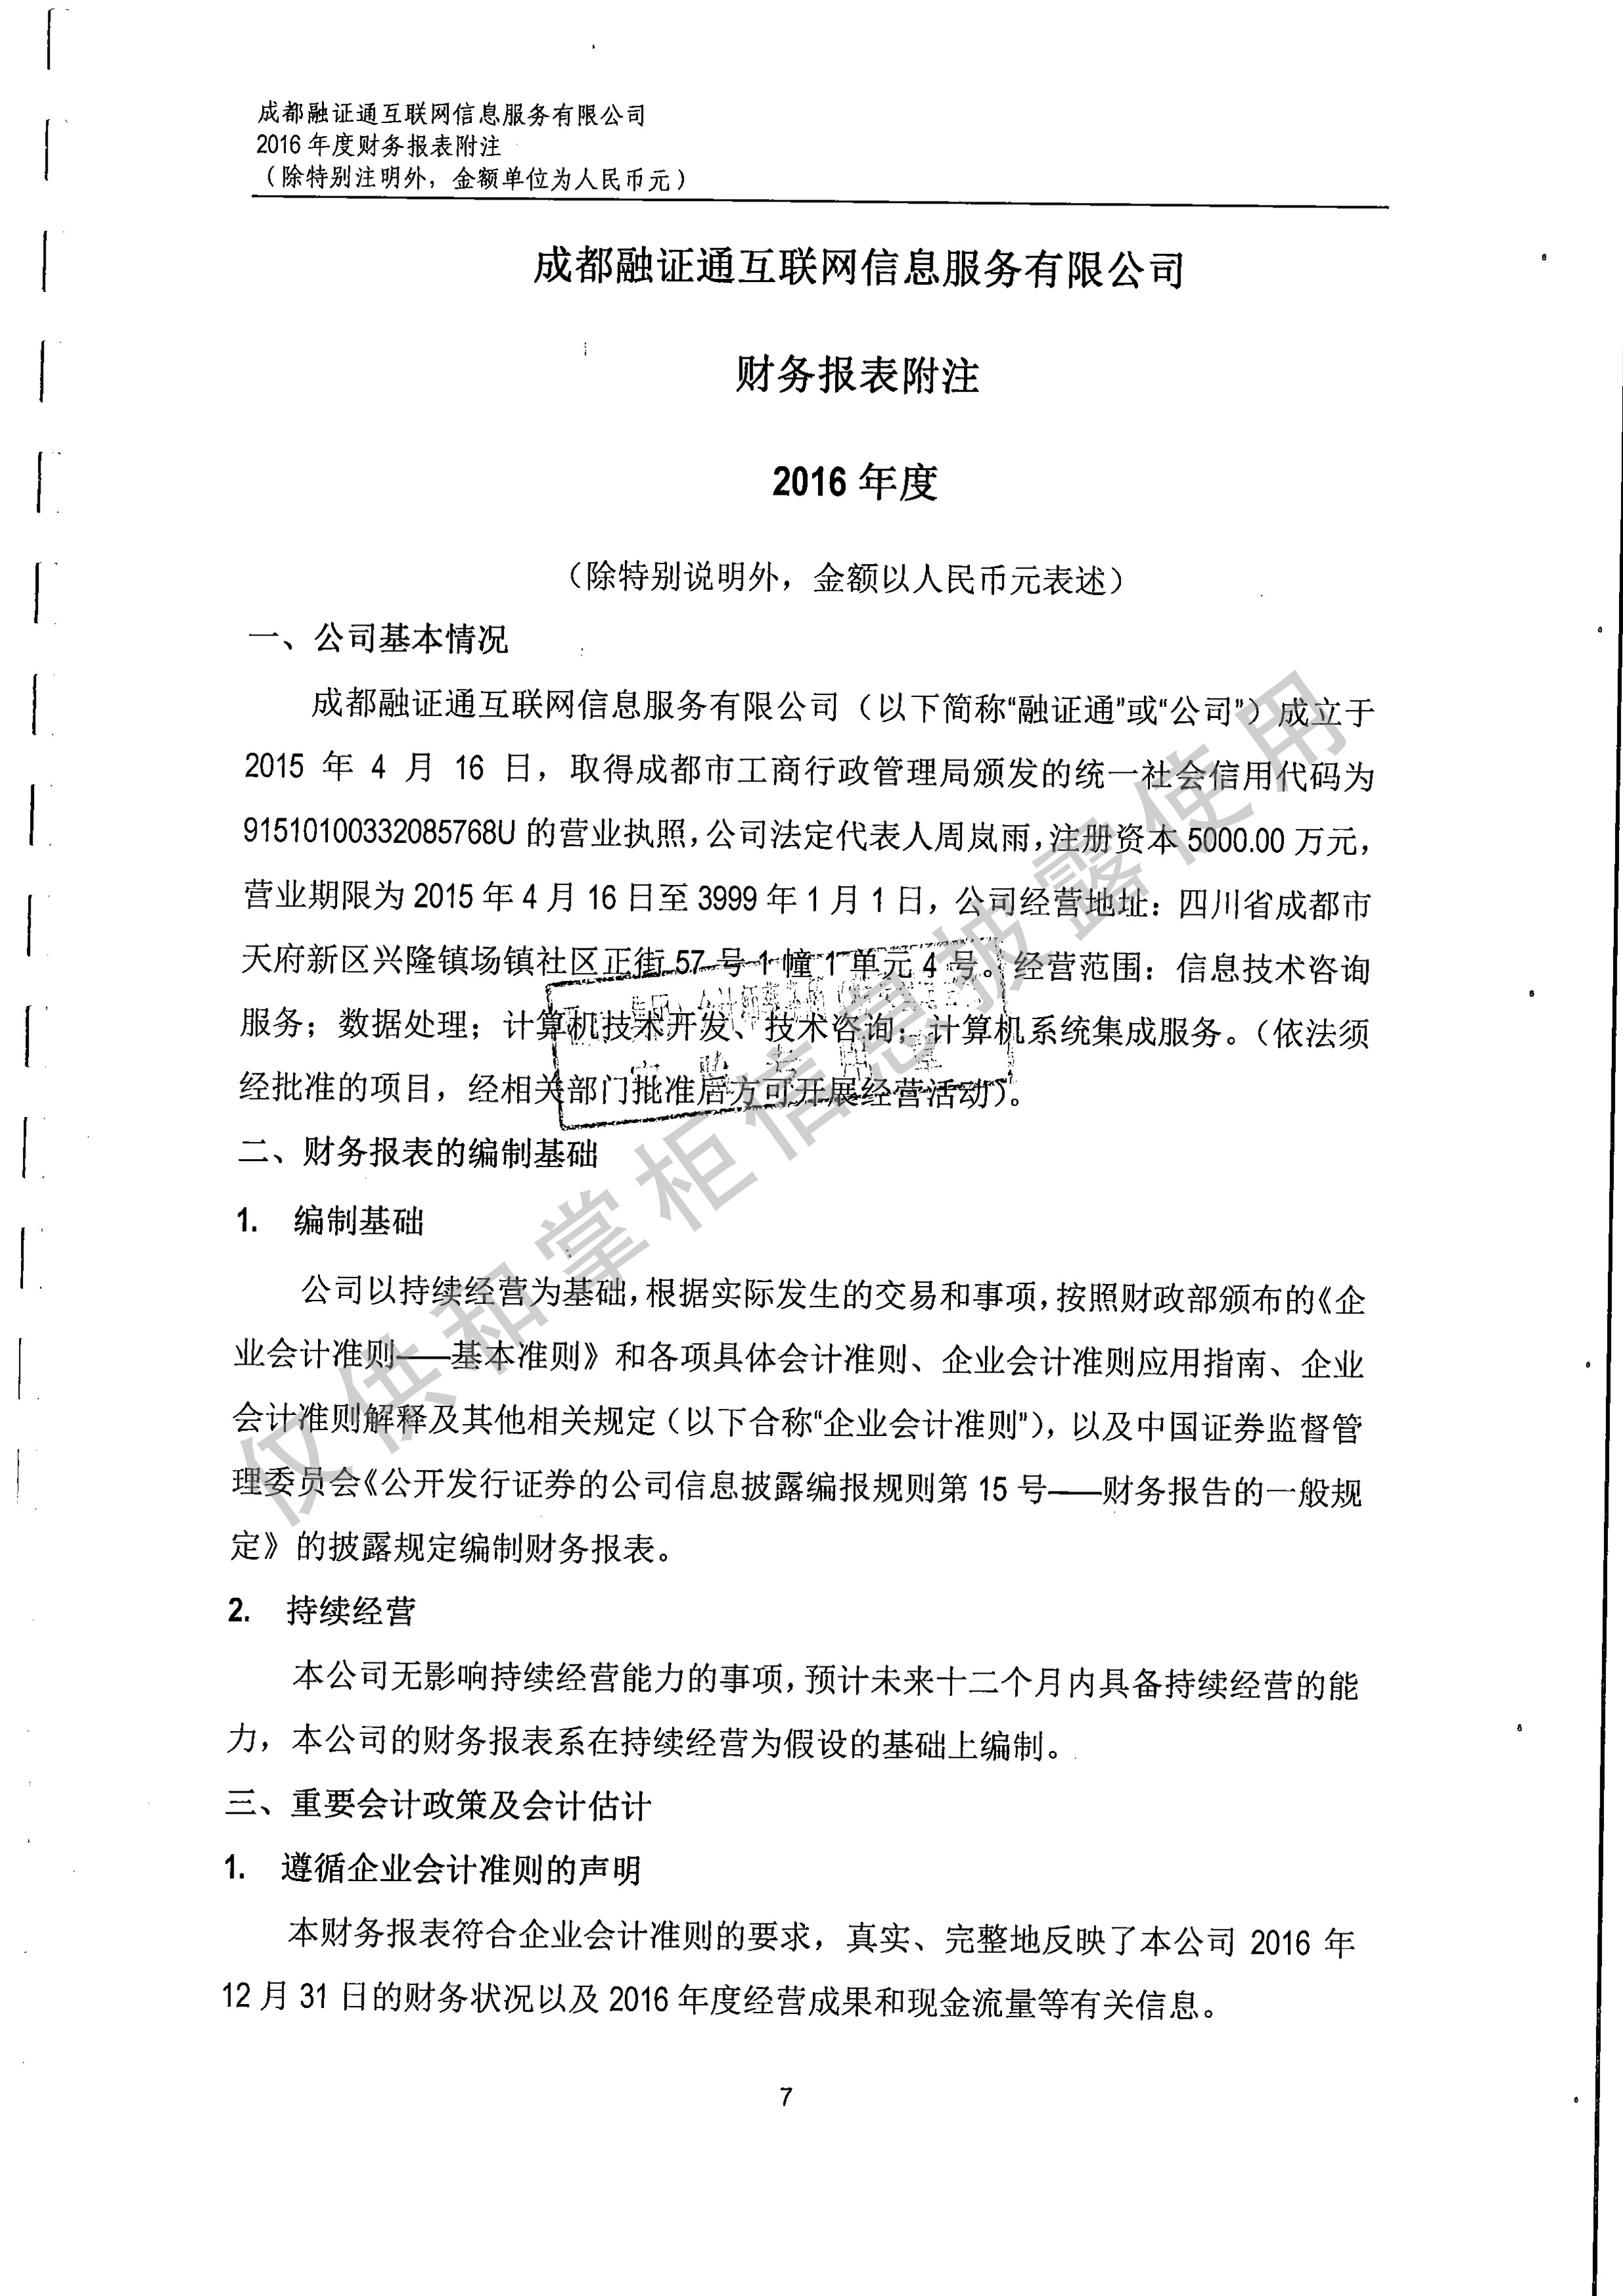 成都融证通互联网信息服务有限公司
2016 年度财务报表附注
（除特别注明外，金额单位为人民币元）
成都融证通互联网信息服务有限公司
财务报表附注
2016 年度
（除特别说明外，金额以人民币元表述）
一、公司基本情况
成都融证通互联网信息服务有限公司（以下简称“融证通”或“公司”）成立于
2015 年 4 月 16 日，取得成都市工商行政管理局颁发的统一社会信用代码为
91510100332085768U 的营业执照，公司法定代表人周岚雨，注册资本 5000.00 万元，
营业期限为 2015 年 4 月 16 日至 3999 年 1 月 1 日，公司经营地址：四川省成都市
天府新区兴隆镇场镇社区正街 57 号 1 幢 1 单元 4 号。经营范围：信息技术咨询
服务；数据处理；计算机技术开发、技术咨询；计算机系统集成服务。（依法须
经批准的项目，经相关部门批准后方可开展经营活动）。
二、财务报表的编制基础
1. 编制基础
公司以持续经营为基础，根据实际发生的交易和事项，按照财政部颁布的《企
业会计准则——基本准则》和各项具体会计准则、企业会计准则应用指南、企业
会计准则解释及其他相关规定（以下合称“企业会计准则”），以及中国证券监督管
理委员会《公开发行证券的公司信息披露编报规则第 15 号——财务报告的一般规
定》的披露规定编制财务报表。
2. 持续经营
本公司无影响持续经营能力的事项，预计未来十二个月内具备持续经营的能
力，本公司的财务报表系在持续经营为假设的基础上编制。
三、重要会计政策及会计估计
1. 遵循企业会计准则的声明
本财务报表符合企业会计准则的要求，真实、完整地反映了本公司 2016 年
12 月 31 日的财务状况以及 2016 年度经营成果和现金流量等有关信息。
7
仅供和掌柜信息披露使用